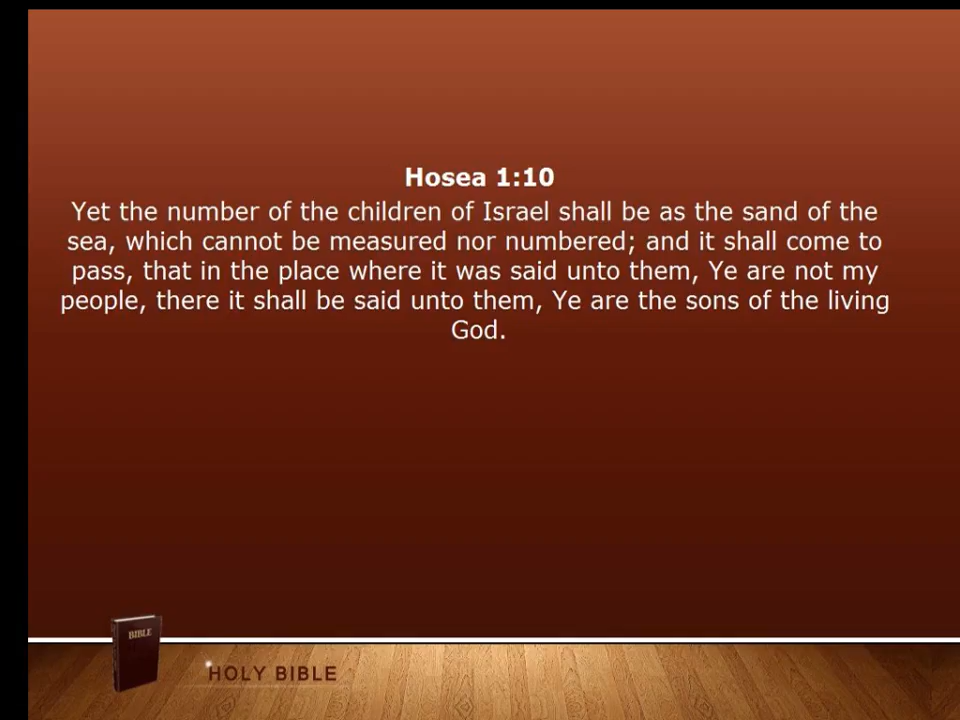 Hosea 1:10
Yet the number of the children of Israel shall be as the sand of the
sea, which cannot be measured nor numbered; and it shall come to
pass, that in the place where it was said unto them, Ye are not my
people, there it shall be said unto them, Ye are the sons of the living
God.
BIBLE
HOLY BIBLE